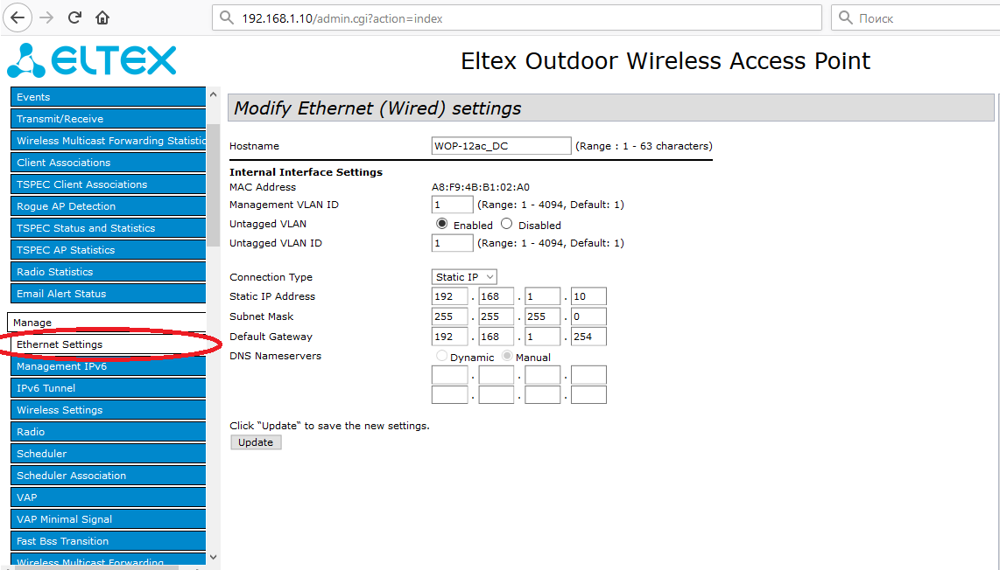 192.168.1.10/admin.cgi?action=index
Поиск
ELTEX
Eltex Outdoor Wireless Access Point
Events
Transmit/Receive
Wireless Multicast Forwarding Statistic
Client Associations
TSPEC Client Associations
Rogue AP Detection
TSPEC Status and Statistics
TSPEC AP Statistics
Radio Statistics
Email Alert Status
Manage
Ethernet Settings
Management IPv6
IPv6 Tunnel
Wireless Settings
Radio
Scheduler
Scheduler Association
VAP
VAP Minimal Signal
Fast Bss Transition
Wireless Multicast Forwarding
Modify Ethernet (Wired) settings
Hostname WOP-12ac_DC (Range : 1 - 63 characters)
Internal Interface Settings
MAC Address A8:F9:4B:B1:02:A0
Management VLAN ID 1 (Range: 1 - 4094, Default: 1)
Untagged VLAN Enabled Disabled
Untagged VLAN ID 1 (Range: 1 - 4094, Default: 1)
Connection Type Static IP
Static IP Address 192 . 168 . 1 . 10
Subnet Mask 255 . 255 . 255 . 0
Default Gateway 192 . 168 . 1 . 254
DNS Nameservers Dynamic Manual
. . .
. . .
Click "Update" to save the new settings.
Update